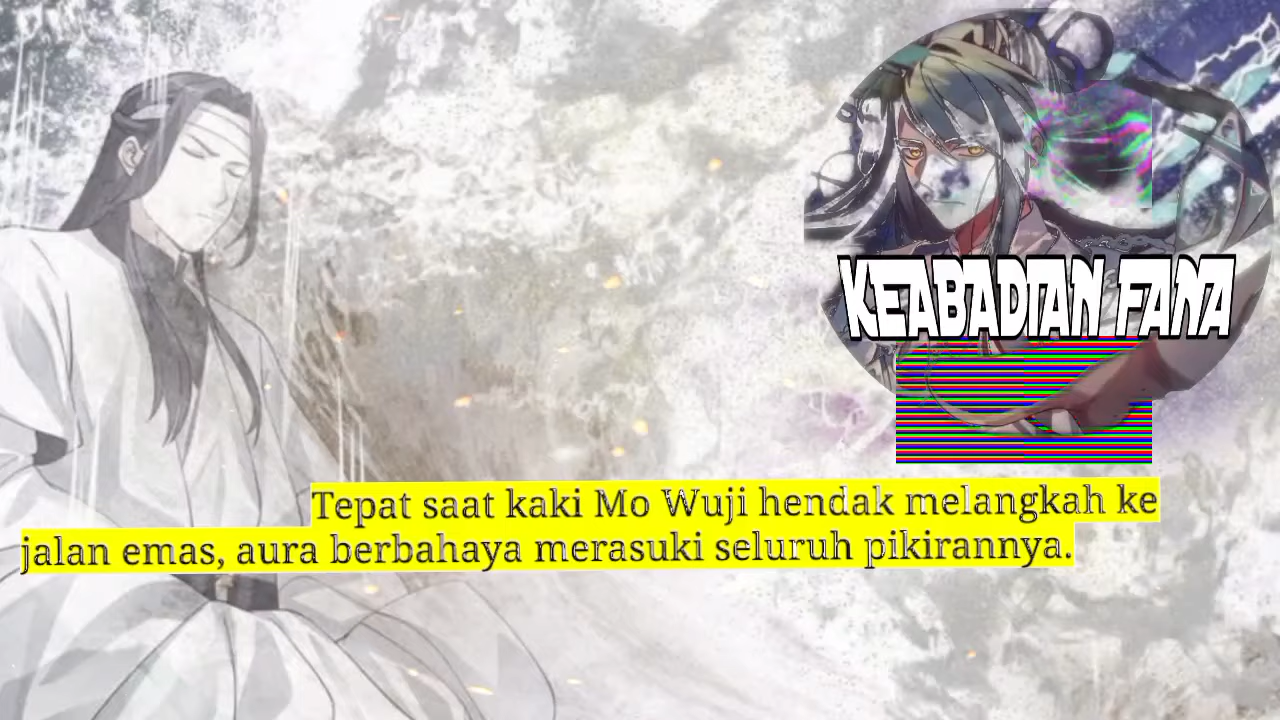 KEABADIAN FANA
Tepat saat kaki Mo Wuji hendak melangkah ke
jalan emas, aura berbahaya merasuki seluruh pikirannya.